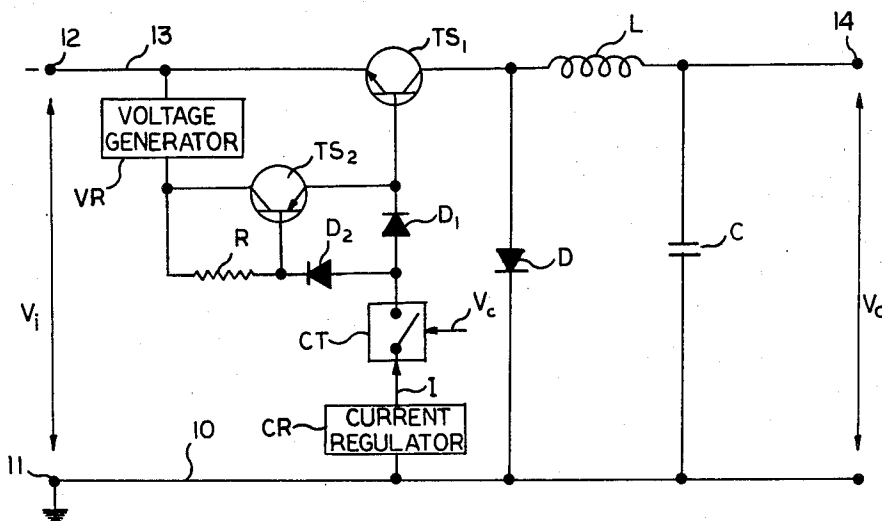 12
13
TS1
L
14
-
VOLTAGE
GENERATOR
VR
TS2
D1
R
D2
D
C
Vi
CT
Vc
Vo
I
CR
CURRENT
REGULATOR
10
11